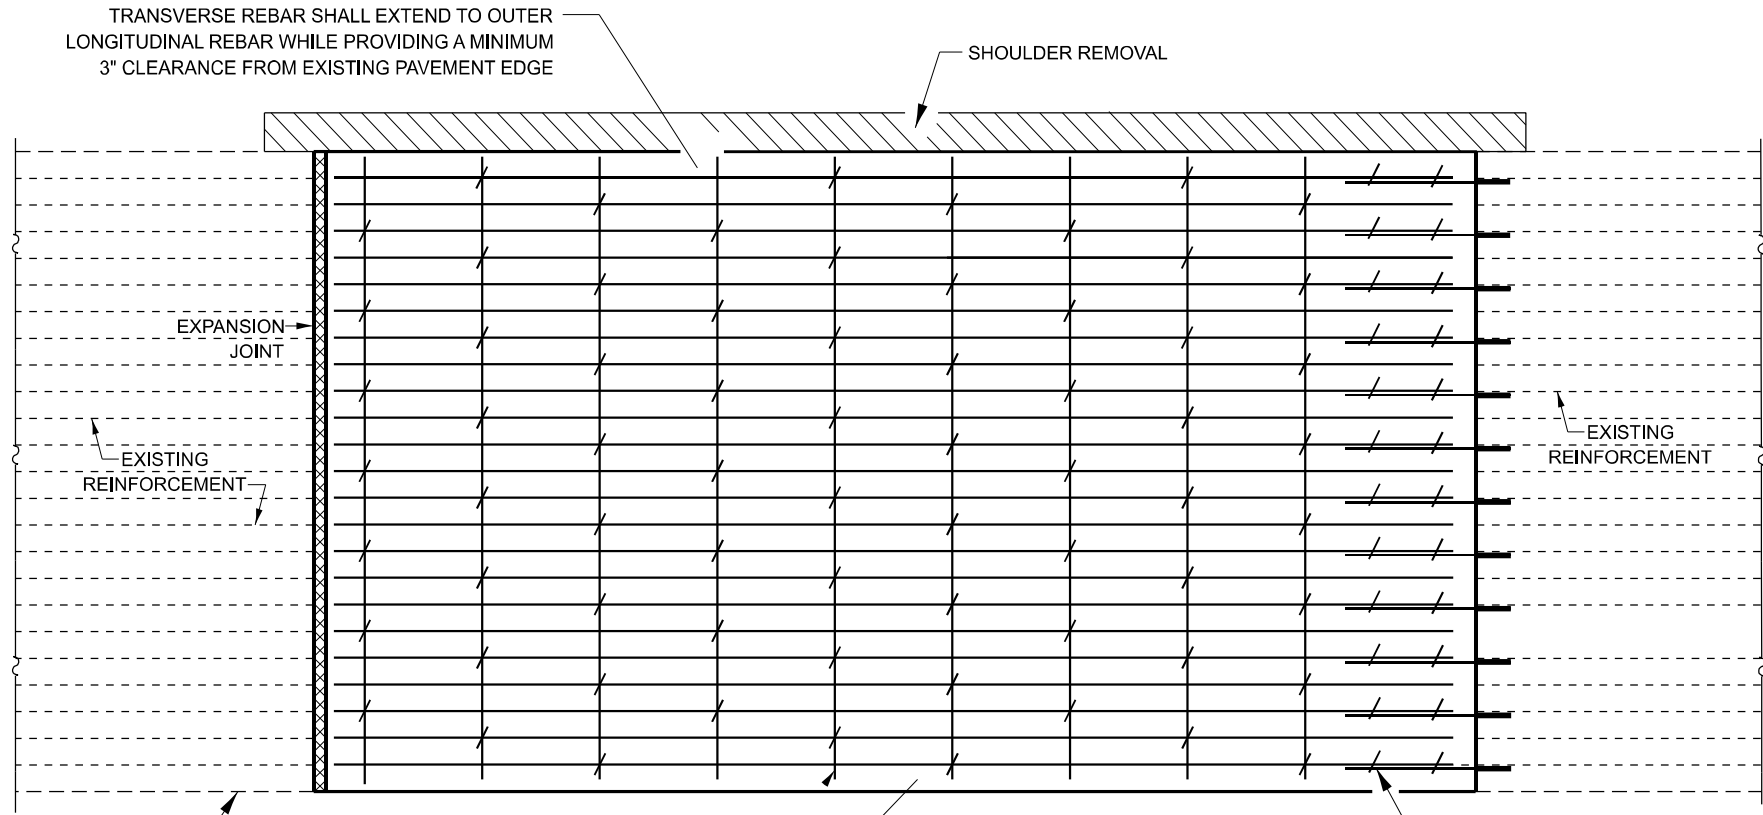 TRANSVERSE REBAR SHALL EXTEND TO OUTER
LONGITUDINAL REBAR WHILE PROVIDING A MINIMUM
3" CLEARANCE FROM EXISTING PAVEMENT EDGE
SHOULDER REMOVAL
EXPANSION
JOINT
EXISTING
REINFORCEMENT
EXISTING
REINFORCEMENT